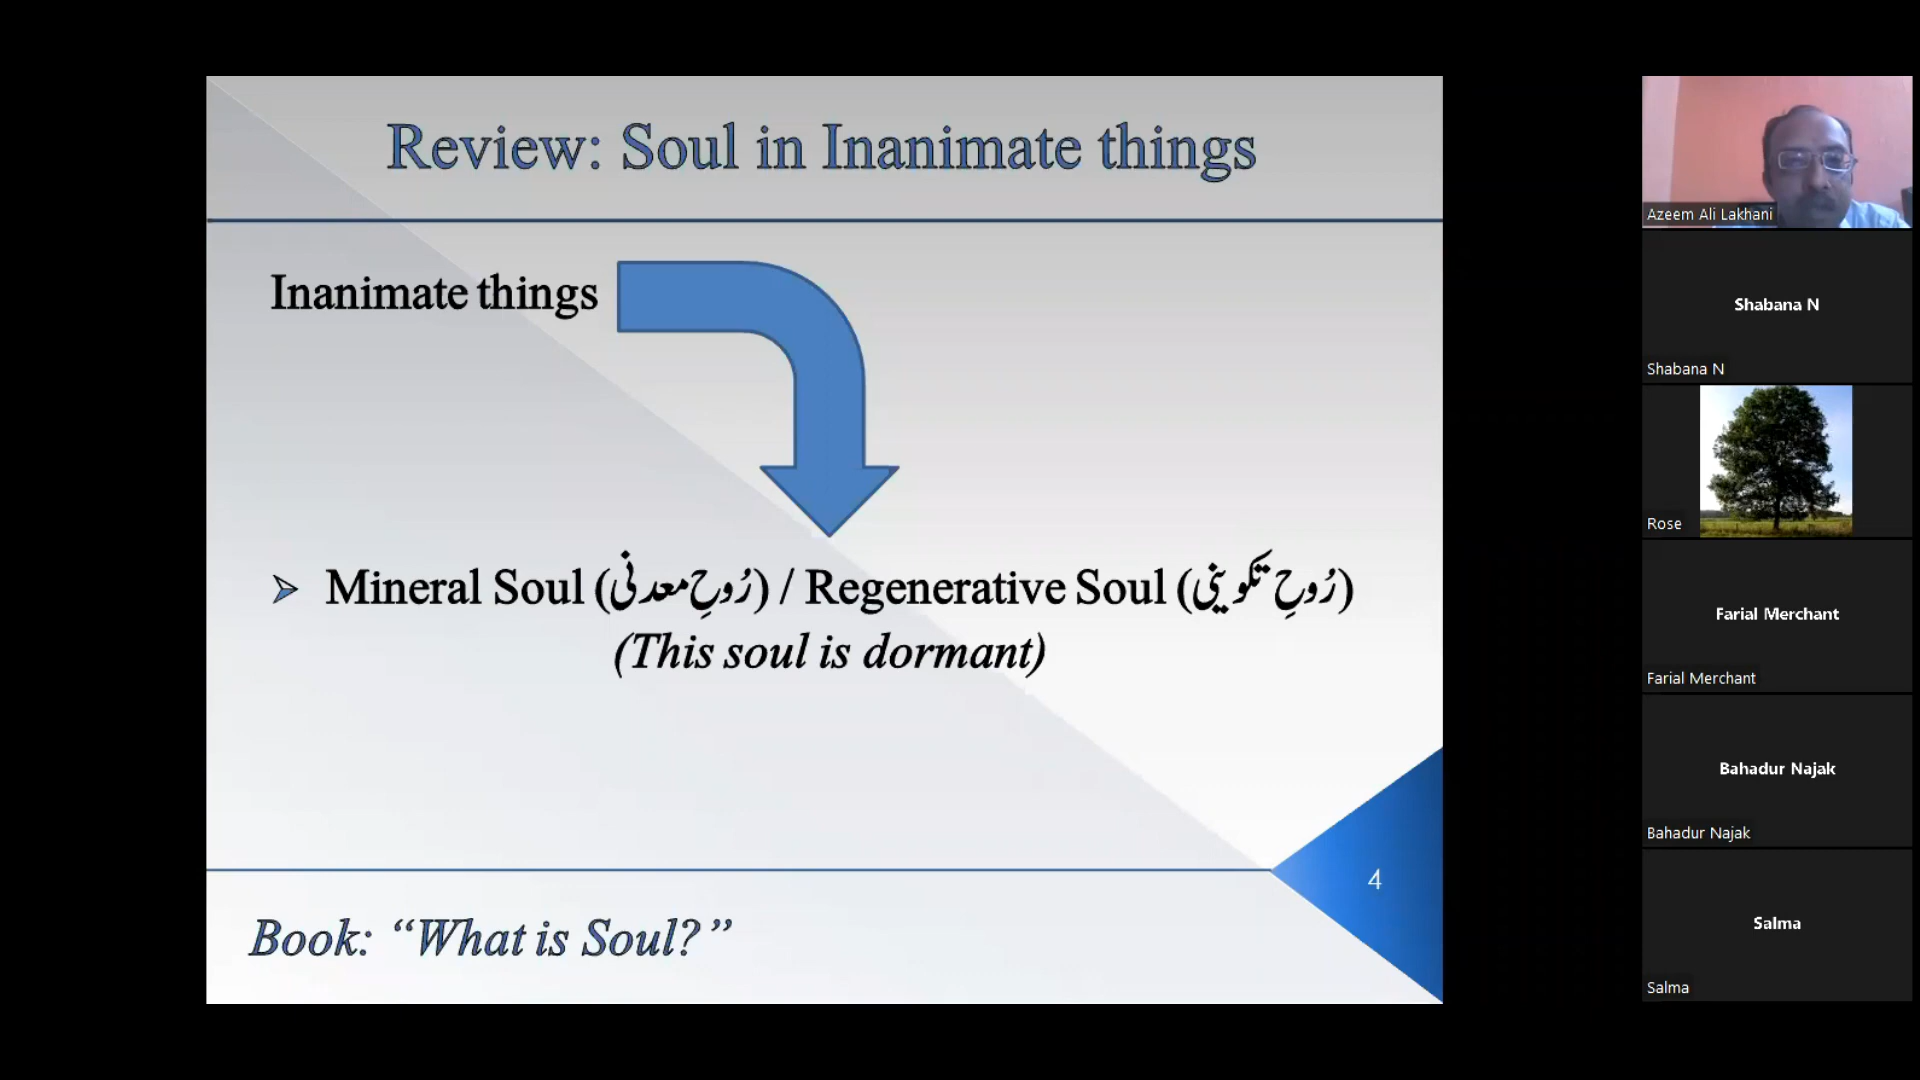 Review: Soul in Inanimate things
Inanimate things
Mineral Soul (رُوحِ معدنی) / Regenerative Soul (رُوحِ تکوینی)
(This soul is dormant)
4
Book: “What is Soul?”
Azeem Ali Lakhani
Shabana N
Shabana N
Rose
Farial Merchant
Farial Merchant
Bahadur Najak
Bahadur Najak
Salma
Salma